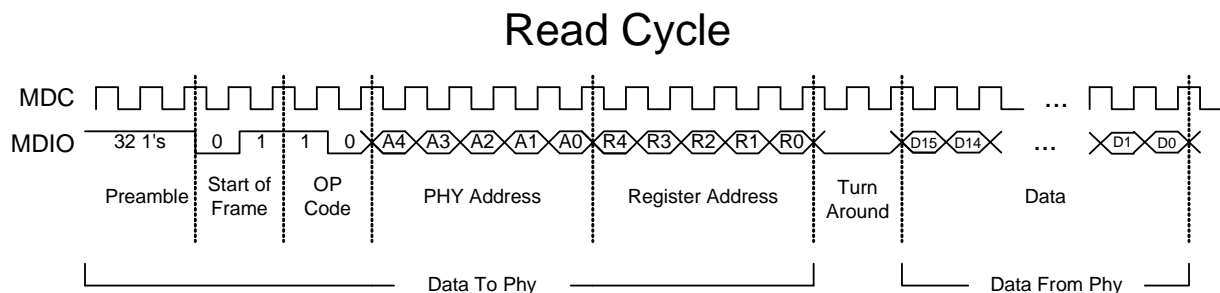 Read Cycle
MDC ...
MDIO 32 1's 0 1 1 0 A4 A3 A2 A1 A0 R4 R3 R2 R1 R0 D15 D14 ... D1 D0
Preamble Start of Frame OP Code PHY Address Register Address Turn Around Data
Data To Phy Data From Phy